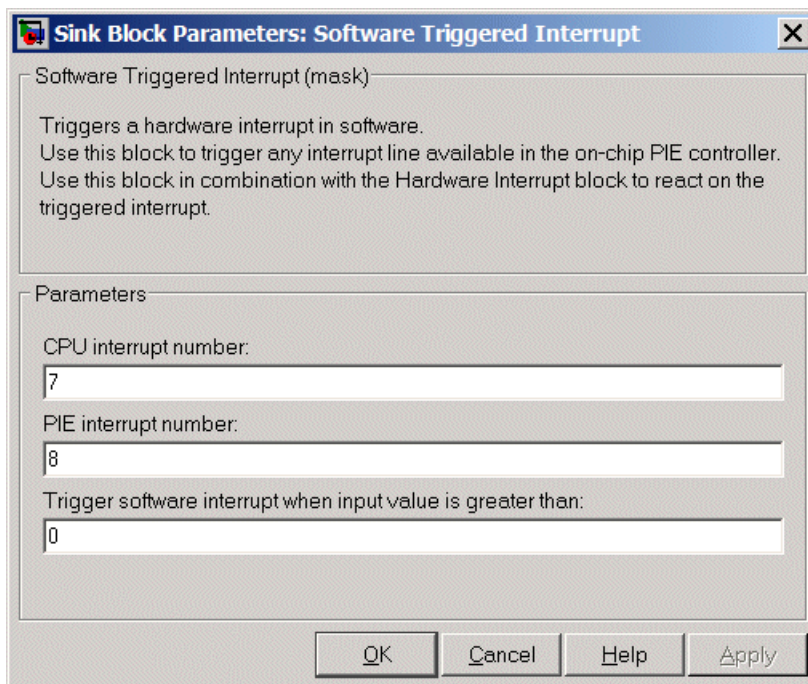 Sink Block Parameters: Software Triggered Interrupt
Software Triggered Interrupt (mask)
Triggers a hardware interrupt in software.
Use this block to trigger any interrupt line available in the on-chip PIE controller.
Use this block in combination with the Hardware Interrupt block to react on the
triggered interrupt.
Parameters
CPU interrupt number:
7
PIE interrupt number:
8
Trigger software interrupt when input value is greater than:
0
OK Cancel Help Apply